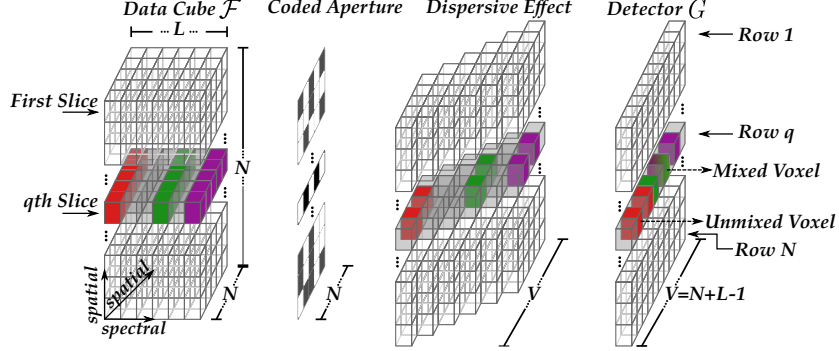 Data Cube F
Coded Aperture
Dispersive Effect
Detector G
L
Row 1
First Slice
Row q
N
Mixed Voxel
qth Slice
Unmixed Voxel
Row N
spatial
spatial
spectral
N
N
V
V=N+L-1